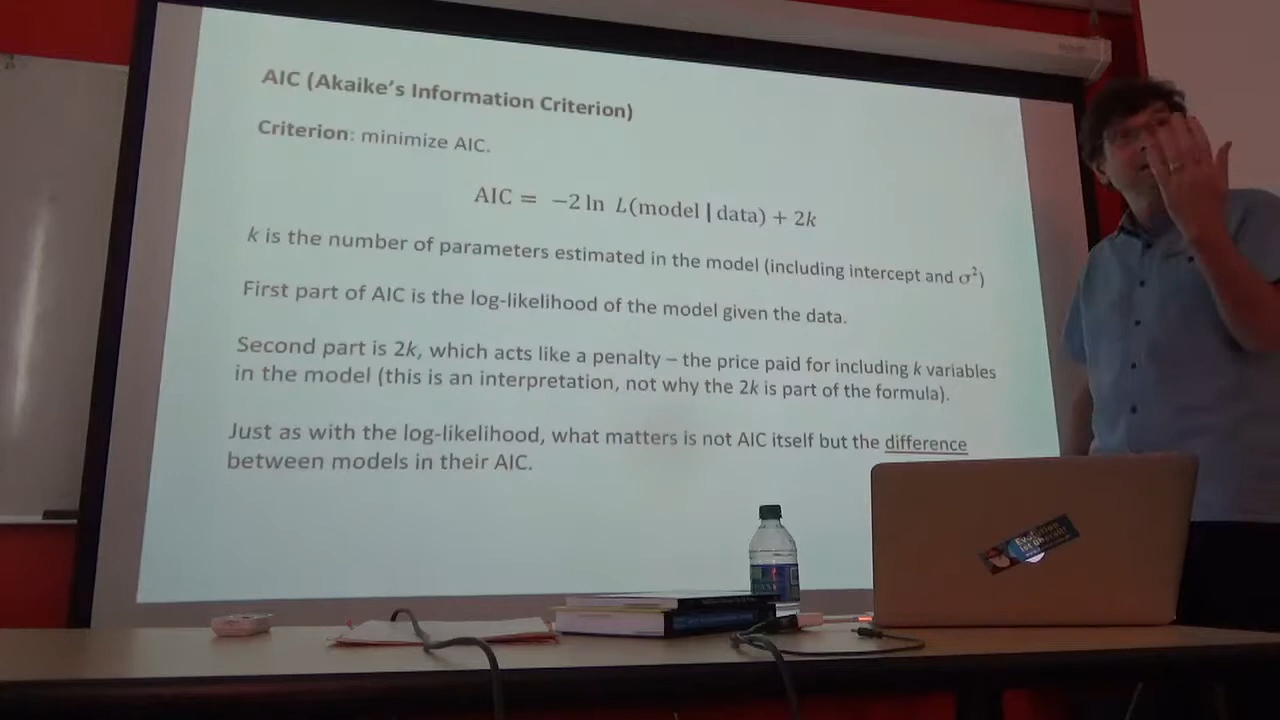 AIC (Akaike's Information Criterion)
Criterion: minimize AIC.
AIC = −2 ln L(model | data) + 2k
k is the number of parameters estimated in the model (including intercept and σ²)
First part of AIC is the log-likelihood of the model given the data.
Second part is 2k, which acts like a penalty – the price paid for including k variables
in the model (this is an interpretation, not why the 2k is part of the formula).
Just as with the log-likelihood, what matters is not AIC itself but the difference
between models in their AIC.
Evolution
ist überall!